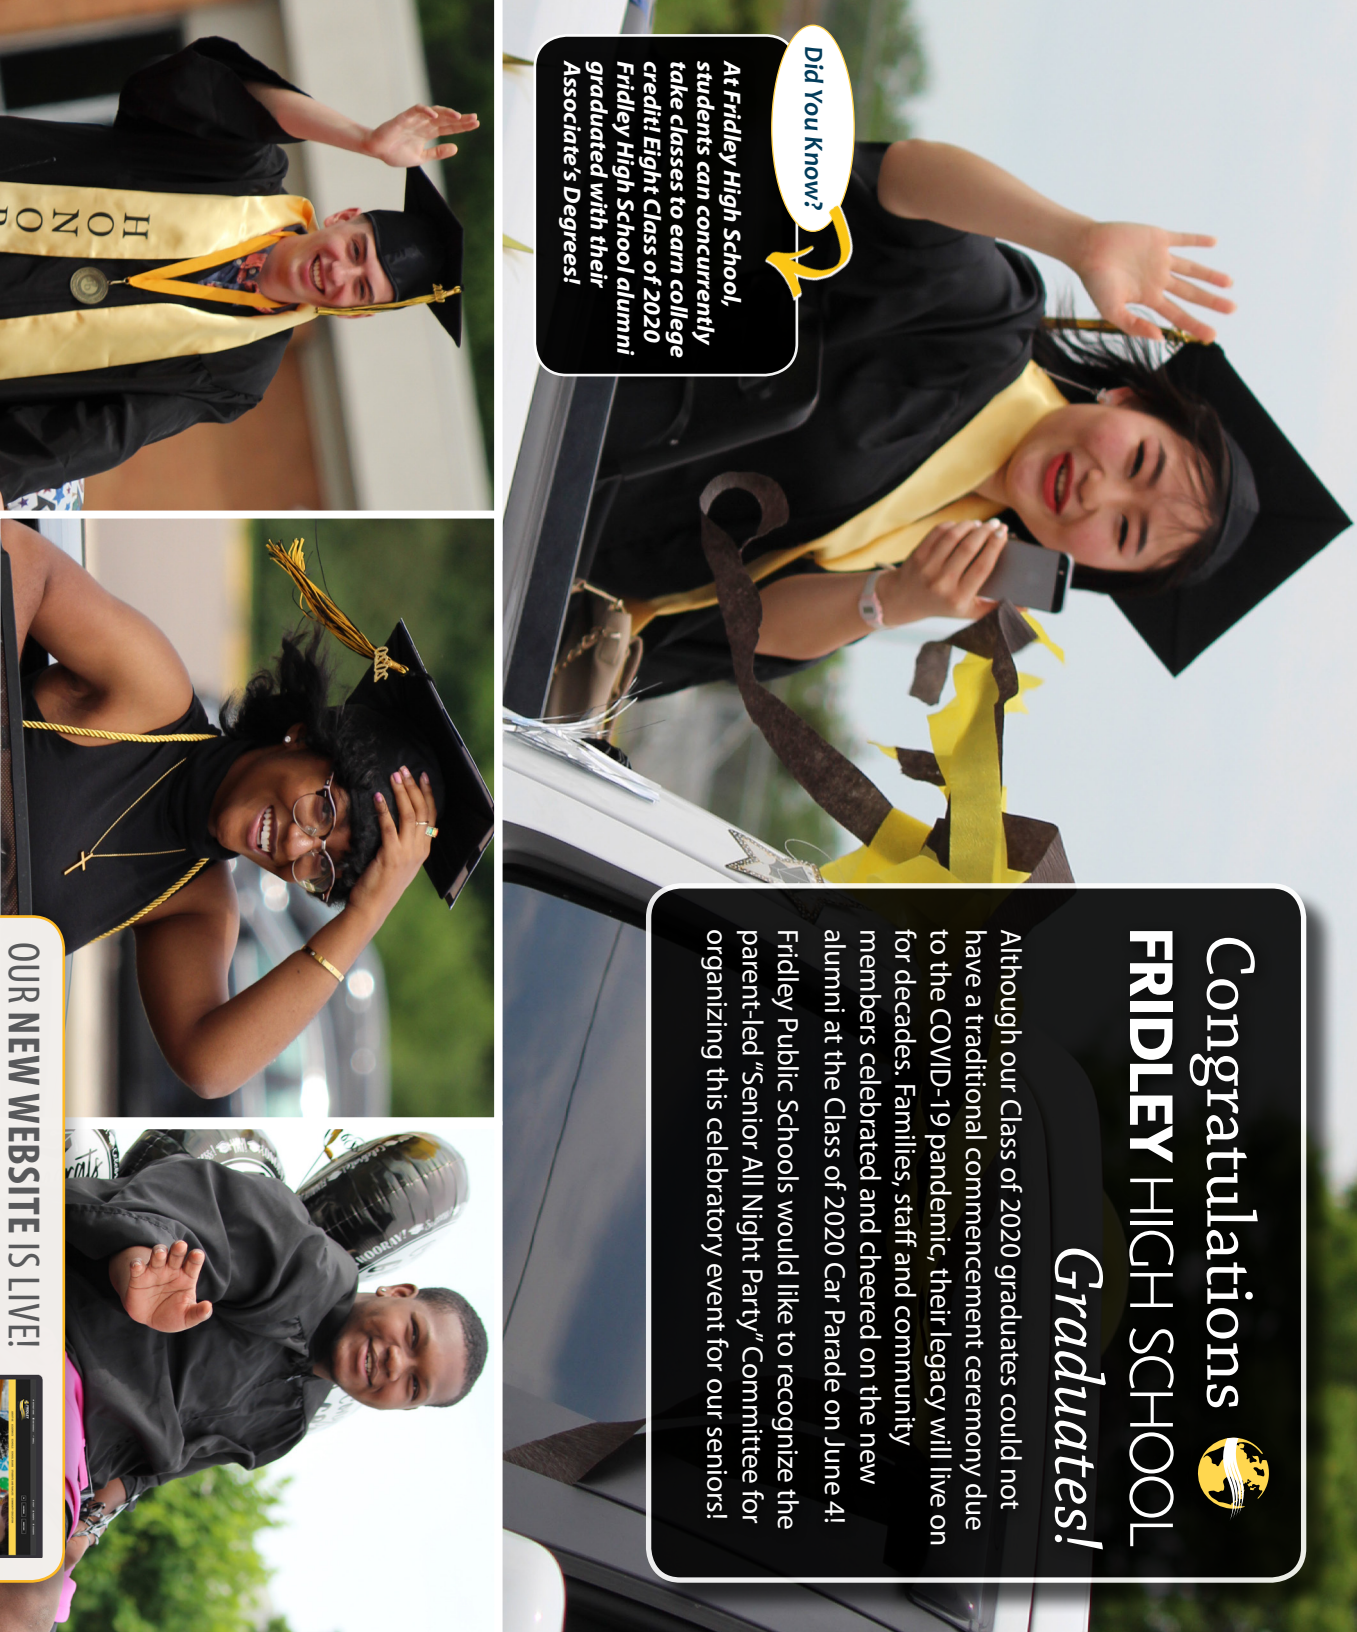 Congratulations
FRIDLEY HIGH SCHOOL
Graduates!
Although our Class of 2020 graduates could not
have a traditional commencement ceremony due
to the COVID-19 pandemic, their legacy will live on
for decades. Families, staff and community
members celebrated and cheered on the new
alumni at the Class of 2020 Car Parade on June 4!
Fridley Public Schools would like to recognize the
parent-led “Senior All Night Party” Committee for
organizing this celebratory event for our seniors!
Did You Know?
At Fridley High School,
students can concurrently
take classes to earn college
credit! Eight Class of 2020
Fridley High School alumni
graduated with their
Associate’s Degrees!
HONOR
2020
HOORAY!
OUR NEW WEBSITE IS LIVE!